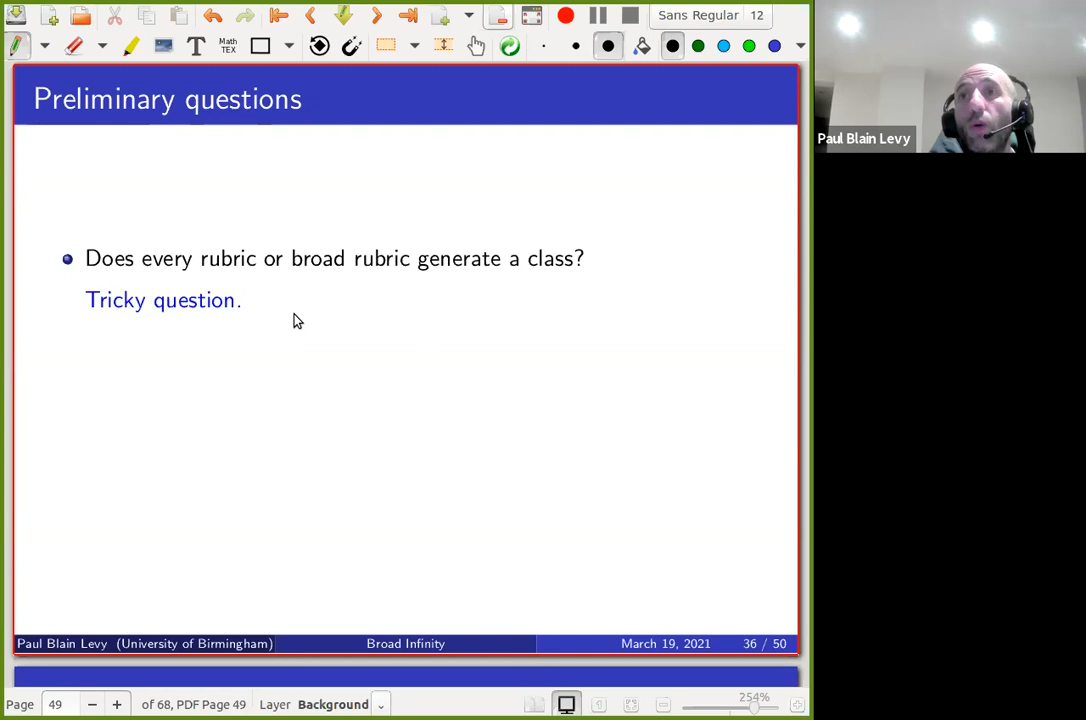 Sans Regular 12
T Math TEX
Paul Blain Levy
Preliminary questions
Does every rubric or broad rubric generate a class?
Tricky question.
Paul Blain Levy (University of Birmingham) Broad Infinity March 19, 2021 36 / 50
Page 49 of 68, PDF Page 49 Layer Background 254%